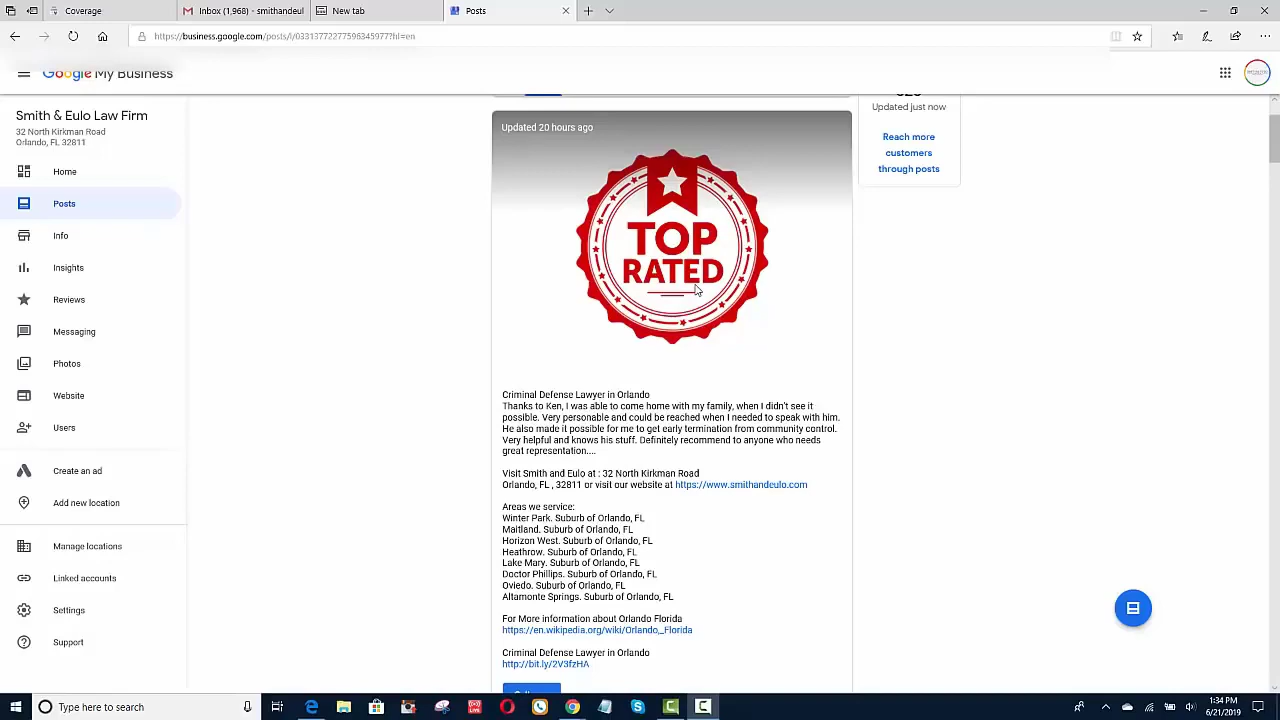 Coverage
Inbox (1,968) - smithandeul
New tab
Posts
https://business.google.com/posts/l/03313772277596345977?hl=en
Google My Business
Smith & Eulo Law Firm
32 North Kirkman Road
Orlando, FL 32811
Home
Posts
Info
Insights
Reviews
Messaging
Photos
Website
Users
Create an ad
Add new location
Manage locations
Linked accounts
Settings
Support
Updated 20 hours ago
TOP
RATED
Criminal Defense Lawyer in Orlando
Thanks to Ken, I was able to come home with my family, when I didn't see it
possible. Very personable and could be reached when I needed to speak with him.
He also made it possible for me to get early termination from community control.
Very helpful and knows his stuff. Definitely recommend to anyone who needs
great representation....
Visit Smith and Eulo at : 32 North Kirkman Road
Orlando, FL , 32811 or visit our website at https://www.smithandeulo.com
Areas we service:
Winter Park. Suburb of Orlando, FL
Maitland. Suburb of Orlando, FL
Horizon West. Suburb of Orlando, FL
Heathrow. Suburb of Orlando, FL
Lake Mary. Suburb of Orlando, FL
Doctor Phillips. Suburb of Orlando, FL
Oviedo. Suburb of Orlando, FL
Altamonte Springs. Suburb of Orlando, FL
For More information about Orlando Florida
https://en.wikipedia.org/wiki/Orlando,_Florida
Criminal Defense Lawyer in Orlando
http://bit.ly/2V3fzHA
Updated just now
Reach more
customers
through posts
Type here to search
1:34 PM
6/21/2019